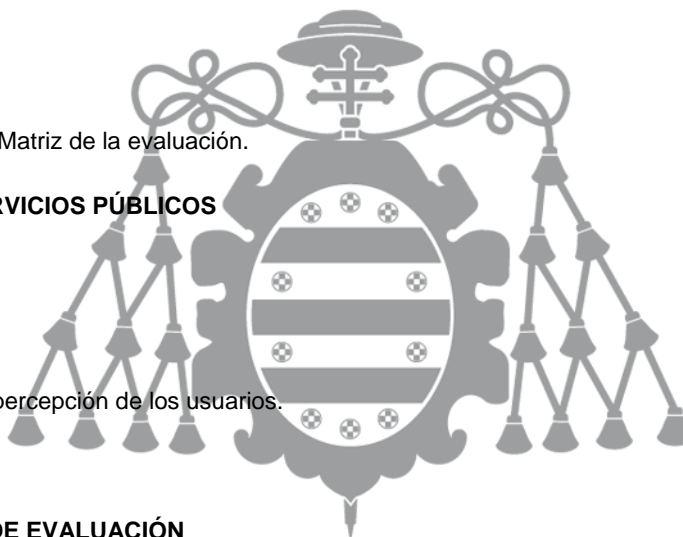 Matriz de la evaluación.
RVICIOS PÚBLICOS
percepción de los usuarios.
DE EVALUACIÓN